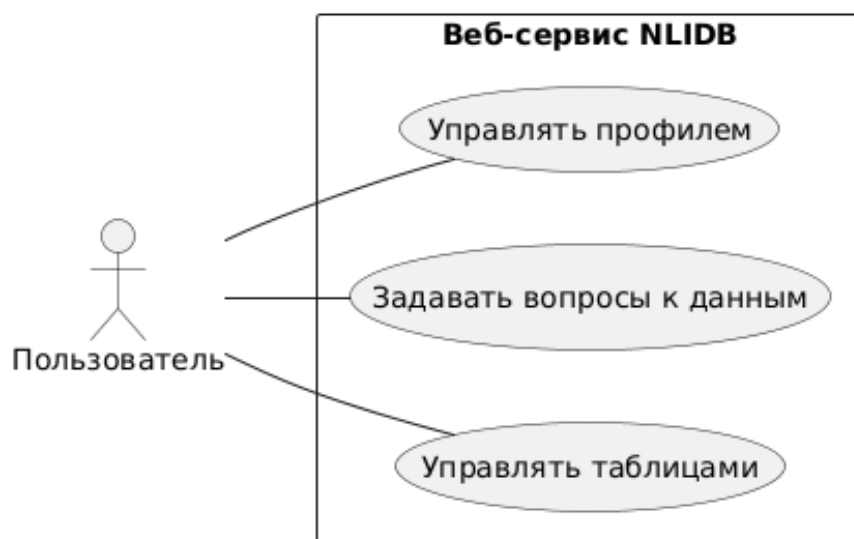 Веб-сервис NLIDB
Управлять профилем
Задавать вопросы к данным
Пользователь
Управлять таблицами